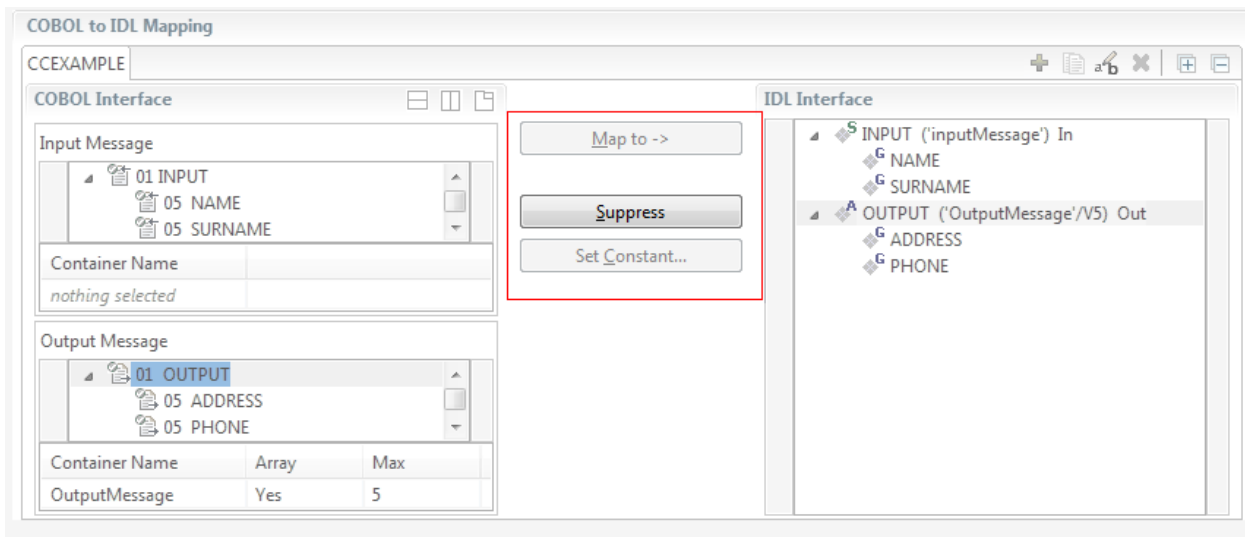 COBOL to IDL Mapping
CCEXAMPLE
COBOL Interface
Input Message
01 INPUT
05 NAME
05 SURNAME
Container Name
nothing selected
Output Message
01 OUTPUT
05 ADDRESS
05 PHONE
Container Name Array Max
OutputMessage Yes 5
Map to ->
Suppress
Set Constant...
IDL Interface
S INPUT ('inputMessage') In
G NAME
G SURNAME
A OUTPUT ('OutputMessage'/V5) Out
G ADDRESS
G PHONE